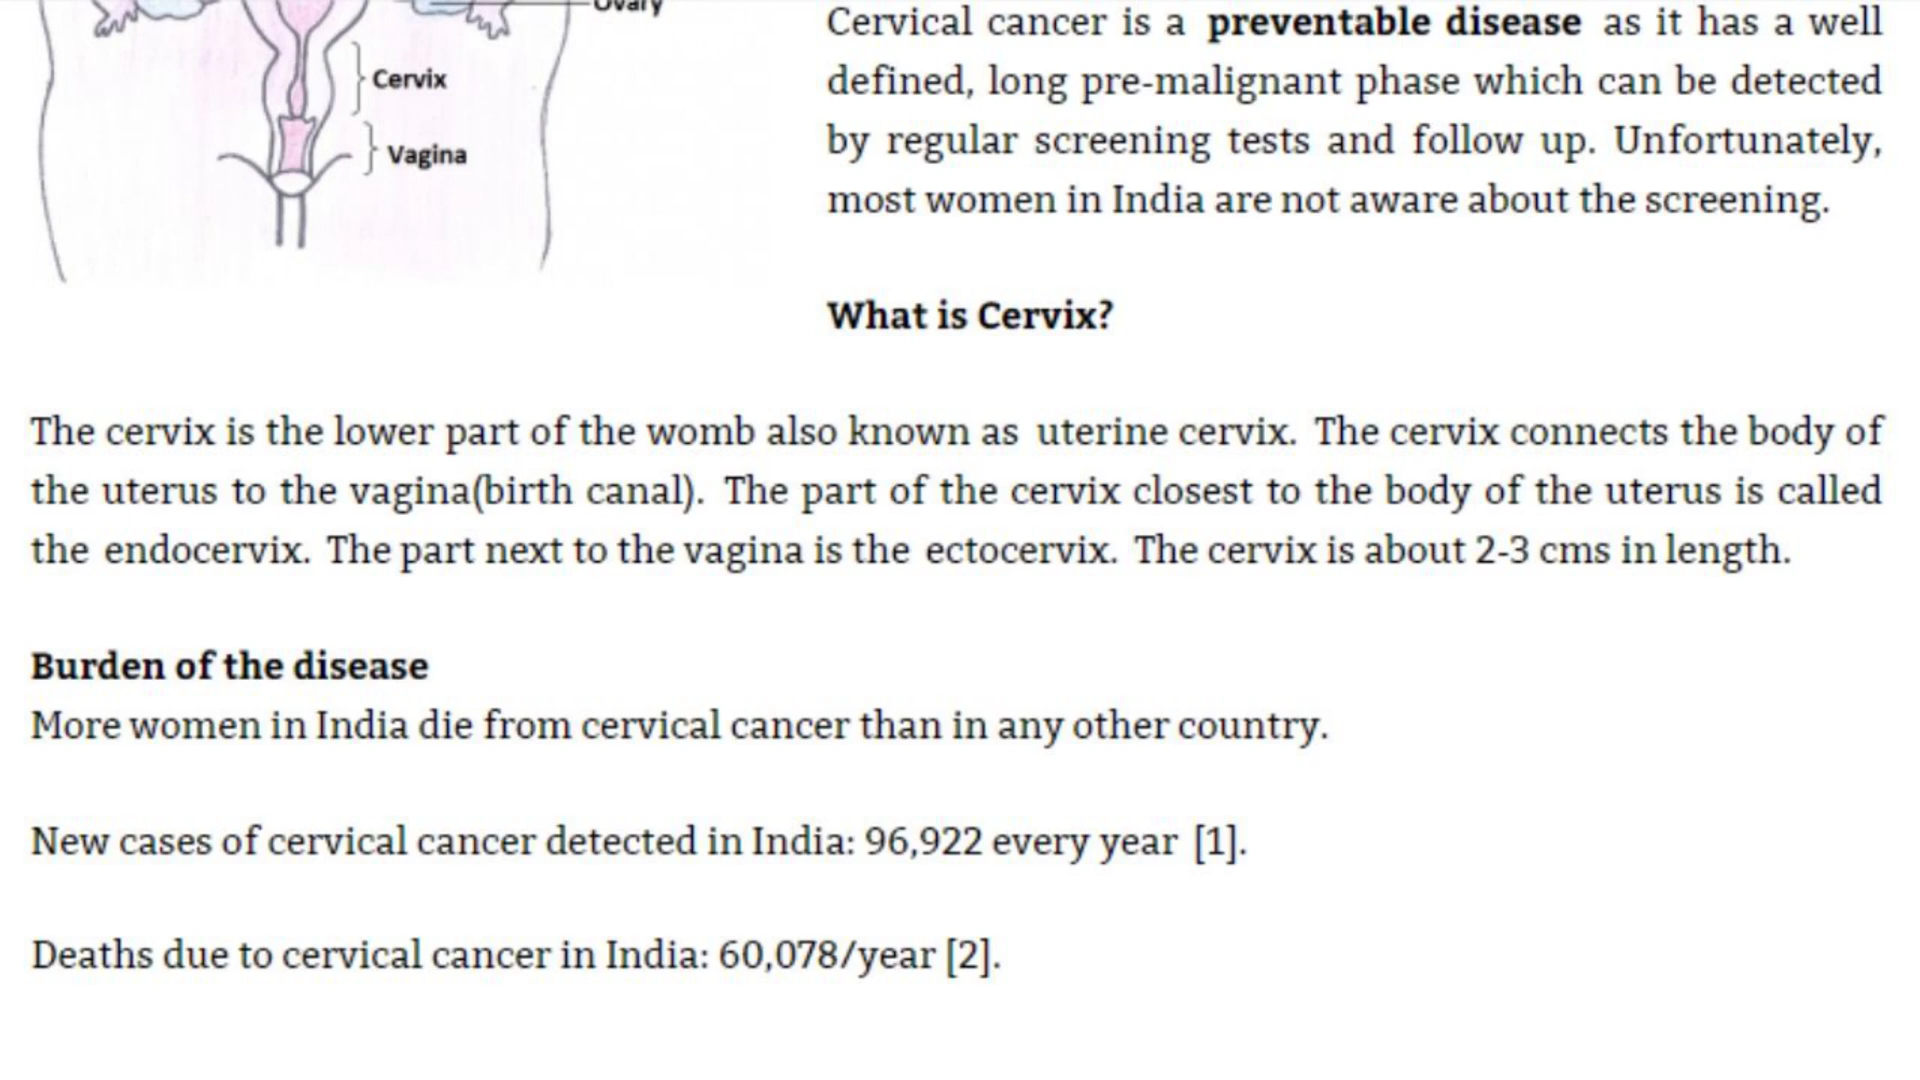 Ovary
Cervix
Vagina
Cervical cancer is a preventable disease as it has a well
defined, long pre-malignant phase which can be detected
by regular screening tests and follow up. Unfortunately,
most women in India are not aware about the screening.
What is Cervix?
The cervix is the lower part of the womb also known as uterine cervix. The cervix connects the body of
the uterus to the vagina(birth canal). The part of the cervix closest to the body of the uterus is called
the endocervix. The part next to the vagina is the ectocervix. The cervix is about 2-3 cms in length.
Burden of the disease
More women in India die from cervical cancer than in any other country.
New cases of cervical cancer detected in India: 96,922 every year [1].
Deaths due to cervical cancer in India: 60,078/year [2].